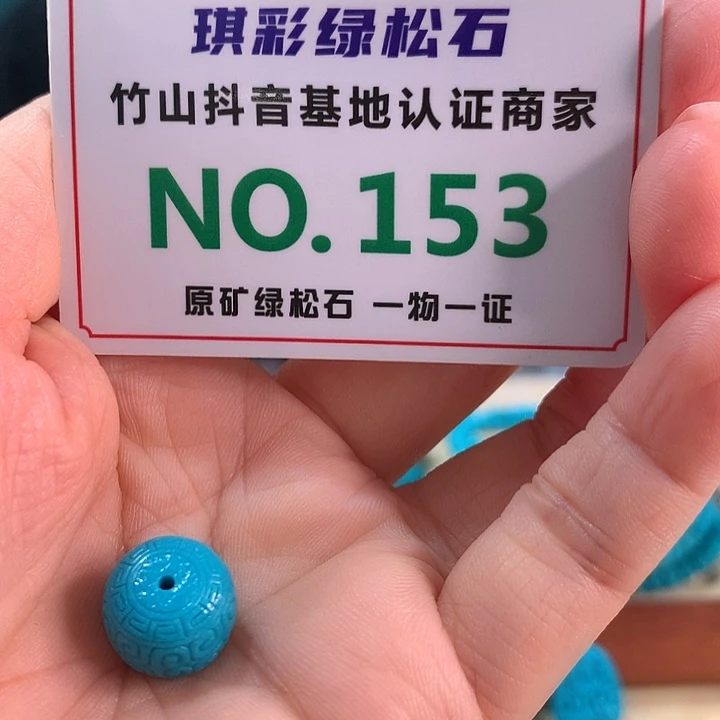 琪彩绿松石
竹山抖音基地认证商家
NO.153
原矿绿松石 一物一证